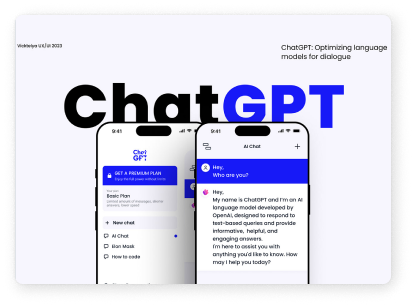 Vickteiya UX/UI 2023
ChatGPT: Optimizing language
models for dialogue
ChatGPT
9:41
Chat
GPT
GET A PREMIUM PLAN
Basic Plan
New chat
AI Chat
Elon Mask
How to code
9:41
AI Chat
Hey,
Who are you?
Hey,
My name is ChatGPT and I'm an AI
language model developed by
OpenAI, designed to respond to
text-based queries and provide
informative, helpful, and
engaging answers.
I'm here to assist you with
anything you'd like to know. How
may I help you today?